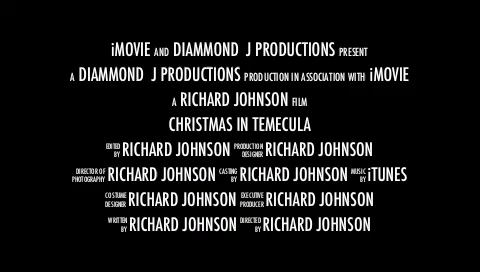 iMOVIE AND DIAMMOND J PRODUCTIONS PRESENT
A DIAMMOND J PRODUCTIONS PRODUCTION IN ASSOCIATION WITH iMOVIE
A RICHARD JOHNSON FILM
CHRISTMAS IN TEMECULA
EDITED BY RICHARD JOHNSON PRODUCTION DESIGNER RICHARD JOHNSON
DIRECTOR OF PHOTOGRAPHY RICHARD JOHNSON CASTING BY RICHARD JOHNSON MUSIC BY iTUNES
COSTUME DESIGNER RICHARD JOHNSON EXECUTIVE PRODUCER RICHARD JOHNSON
WRITTEN BY RICHARD JOHNSON DIRECTED BY RICHARD JOHNSON